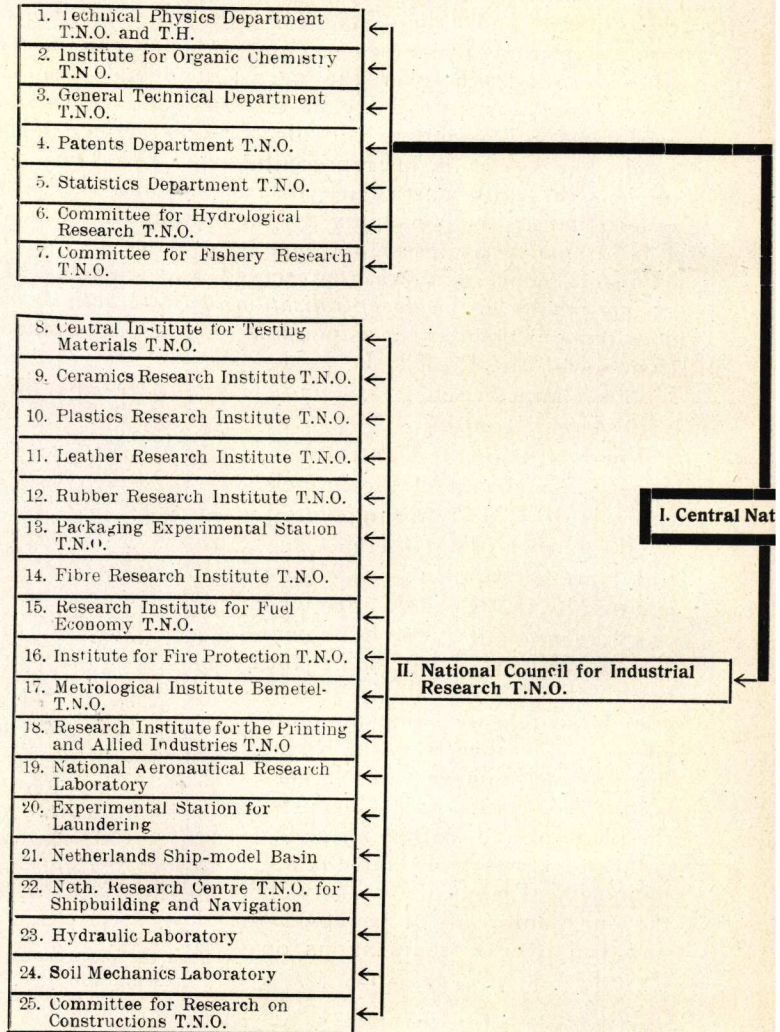 1. Technical Physics Department
T.N.O. and T.H.
2. Institute for Organic Chemistry
T.N O.
3. General Technical Department
T.N.O.
4. Patents Department T.N.O.
5. Statistics Department T.N.O.
6. Committee for Hydrological
Research T.N.O.
7. Committee for Fishery Research
T.N.O.
8. Central Institute for Testing
Materials T.N.O.
9. Ceramics Research Institute T.N.O.
10. Plastics Research Institute T.N.O.
11. Leather Research Institute T.N.O.
12. Rubber Research Institute T.N.O.
13. Packaging Experimental Station
T.N.O.
14. Fibre Research Institute T.N.O.
15. Research Institute for Fuel
Economy T.N.O.
16. Institute for Fire Protection T.N.O.
17. Metrological Institute Bemetel-
T.N.O.
18. Research Institute for the Printing
and Allied Industries T.N.O
19. National Aeronautical Research
Laboratory
20. Experimental Station for
Laundering
21. Netherlands Ship-model Basin
22. Neth. Research Centre T.N.O. for
Shipbuilding and Navigation
23. Hydraulic Laboratory
24. Soil Mechanics Laboratory
25. Committee for Research on
Constructions T.N.O.
I. Central Nat
II. National Council for Industrial
Research T.N.O.